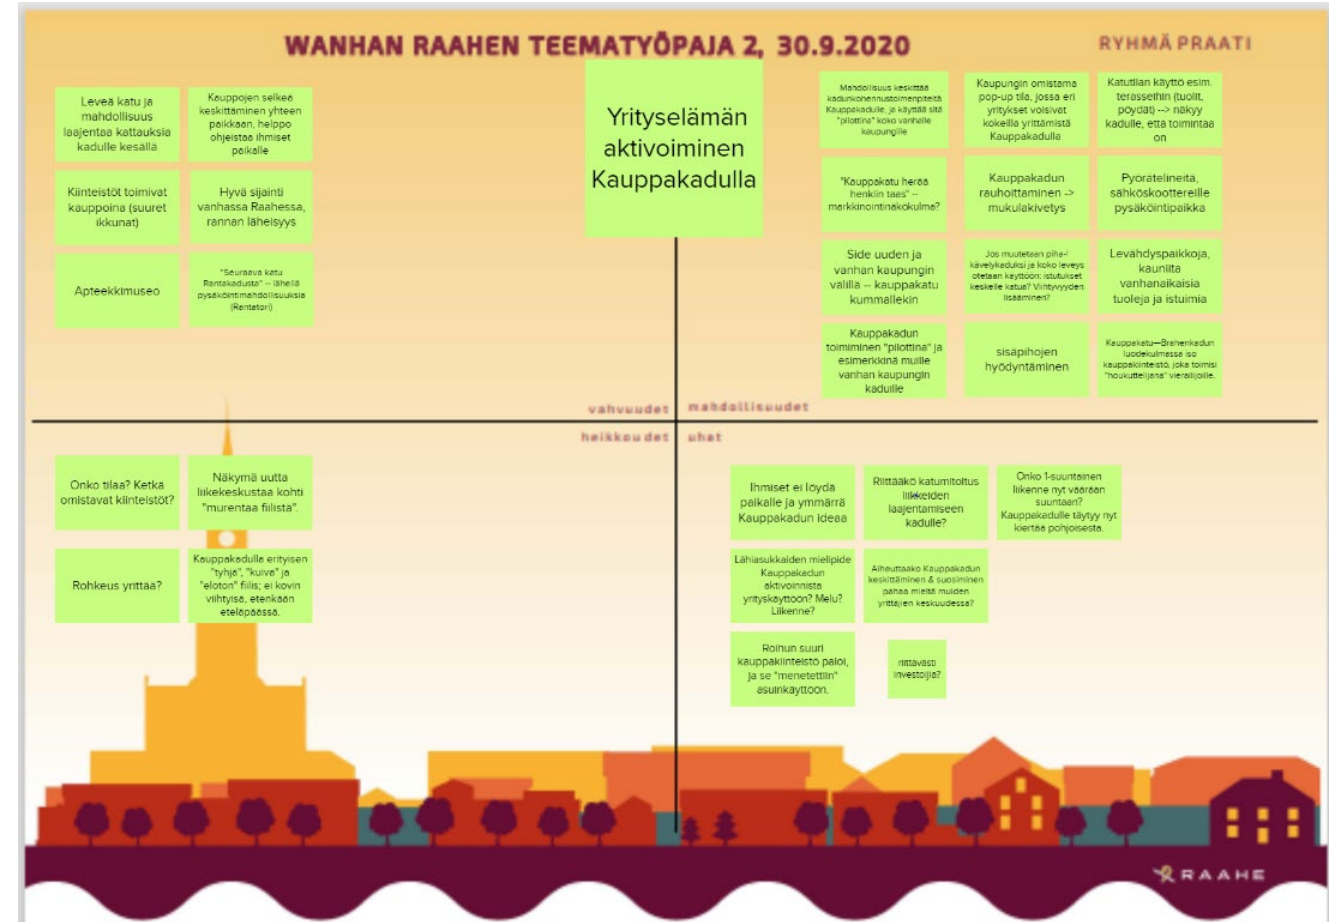 WANHAN RAAHEN TEEMATYÖPAJA 2, 30.9.2020
RYHMÄ PRAATI
Yrityselämän
aktivoiminen
Kauppakadulla
Leveä katu ja
mahdollisuus
laajentaa kattauksia
kadulle kesällä
Kauppojen selkeä
keskittäminen yhteen
paikkaan, helppo
ohjeistaa ihmiset
paikalle
Kiinteistöt toimivat
kauppoina (suuret
ikkunat)
Hyvä sijainti
vanhassa Raahessa,
rannan läheisyys
Apteekkimuseo
"Seuraava katu
Rantakadusta" -- lähellä
pysäköintimahdollisuuksia
(Rantatori)
Mahdollisuus keskittää
kadunkohennustoimenpiteitä
Kauppakadulle, ja käyttää sitä
"pilottina" koko vanhalle
kaupungille
Kaupungin omistama
pop-up tila, jossa eri
yritykset voisivat
kokeilla yrittämistä
Kauppakadulla
Katutilan käyttö esim.
terasseihin (tuolit,
pöydät) --> näkyy
kadulle, että toimintaa
on
"Kauppakatu herää
henkiin taas" --
markkinointinäkökulma?
Kauppakadun
rauhoittaminen ->
mukulakivetys
Pyörätelineitä,
sähköskoottereille
pysäköintipaikka
Side uuden ja
vanhan kaupungin
välillä -- kauppakatu
kummallekin
Jos muutetaan piha-/
kävelykaduksi ja koko leveys
otetaan käyttöön: istutukset
keskelle katua? Viihtyvyyden
lisääminen?
Levähdyspaikkoja,
kauniita
vanhanaikaisia
tuoleja ja istuimia
Kauppakadun
toimiminen "pilottina" ja
esimerkkinä muille
vanhan kaupungin
kaduille
sisäpihojen
hyödyntäminen
Kauppakatu—Brahenkadun
luodekulmassa iso
kauppakiinteistö, joka toimisi
"houkuttelijana" vierailijoille.
vahvuudet
mahdollisuudet
heikkoudet
uhat
Onko tilaa? Ketkä
omistavat kiinteistöt?
Näkymä uutta
liikekeskustaa kohti
"murentaa fiilistä".
Rohkeus yrittää?
Kauppakadulla erityisen
"tyhjä", "kuiva" ja
"eloton" fiilis; ei kovin
viihtyisä, etenkään
eteläpäässä.
Ihmiset ei löydä
paikalle ja ymmärrä
Kauppakadun ideaa
Riittääkö katumitoitus
liikkeiden
laajentamiseen
kadulle?
Onko 1-suuntainen
liikenne nyt väärään
suuntaan?
Kauppakadulle täytyy nyt
kiertää pohjoisesta.
Lähiasukkaiden mielipide
Kauppakadun
aktivoinnista
yrityskäyttöön? Melu?
Liikenne?
Aiheuttaako Kauppakadun
keskittäminen & suosiminen
pahaa mieltä muiden
yrittäjien keskuudessa?
Roihun suuri
kauppakiinteistö paloi,
ja se "menetettiin"
asuinkäyttöön.
riittävästi
investoijia?
RAAHE